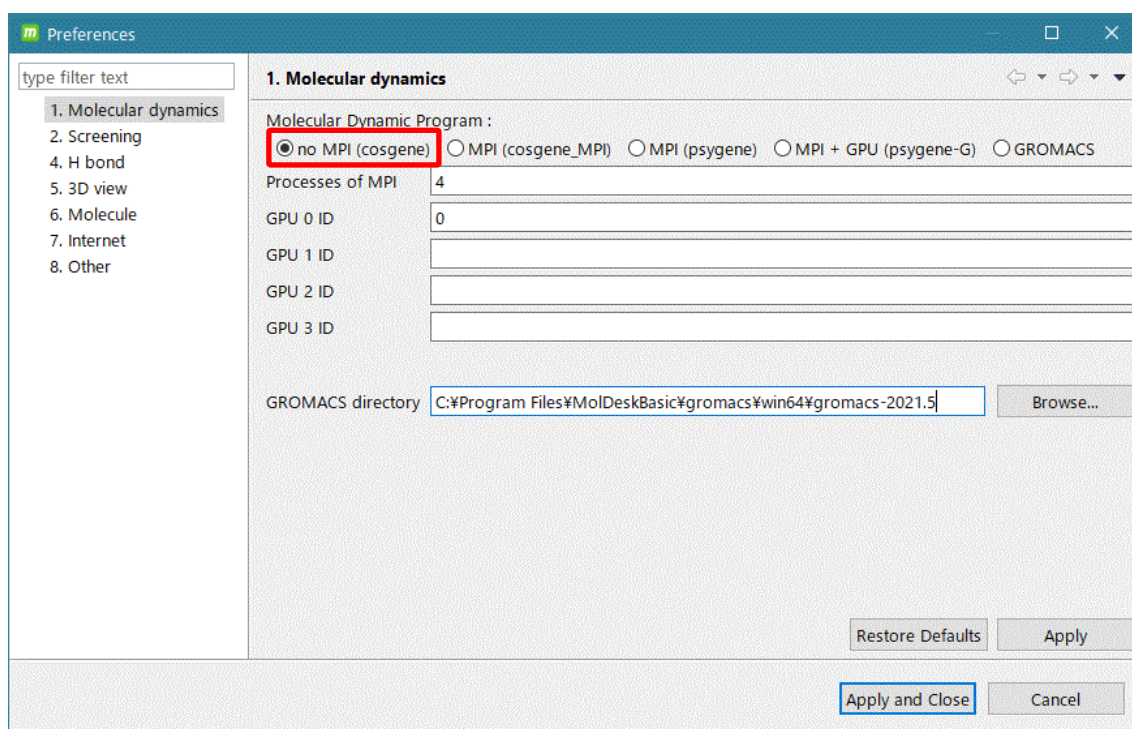 m Preferences
type filter text
1. Molecular dynamics
2. Screening
4. H bond
5. 3D view
6. Molecule
7. Internet
8. Other
1. Molecular dynamics
Molecular Dynamic Program :
no MPI (cosgene) MPI (cosgene_MPI) MPI (psygene) MPI + GPU (psygene-G) GROMACS
Processes of MPI 4
GPU 0 ID 0
GPU 1 ID
GPU 2 ID
GPU 3 ID
GROMACS directory C:¥Program Files¥MolDeskBasic¥gromacs¥win64¥gromacs-2021.5 Browse...
Restore Defaults Apply
Apply and Close Cancel